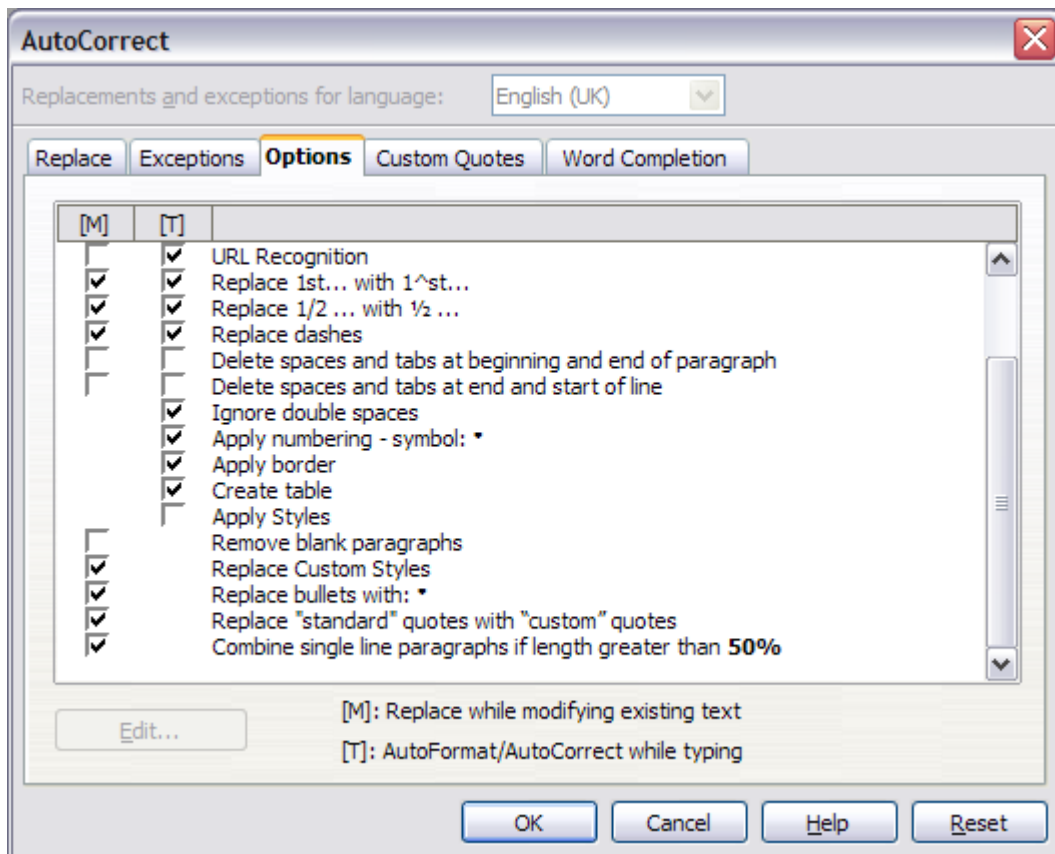 AutoCorrect
Replacements and exceptions for language: English (UK)
Replace Exceptions Options Custom Quotes Word Completion
[M] [T]
URL Recognition
Replace 1st... with 1^st...
Replace 1/2 ... with ½ ...
Replace dashes
Delete spaces and tabs at beginning and end of paragraph
Delete spaces and tabs at end and start of line
Ignore double spaces
Apply numbering - symbol: •
Apply border
Create table
Apply Styles
Remove blank paragraphs
Replace Custom Styles
Replace bullets with: •
Replace "standard" quotes with “custom” quotes
Combine single line paragraphs if length greater than 50%
[M]: Replace while modifying existing text
Edit...
[T]: AutoFormat/AutoCorrect while typing
OK Cancel Help Reset